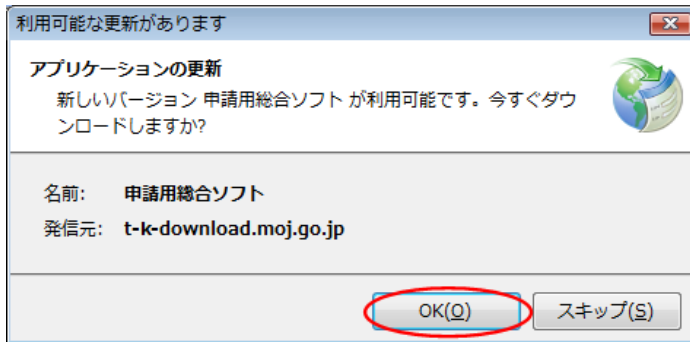 利用可能な更新があります
アプリケーションの更新
新しいバージョン 申請用総合ソフト が利用可能です。今すぐダウ
ンロードしますか?
名前: 申請用総合ソフト
発信元: t-k-download.moj.go.jp
OK(O) スキップ(S)